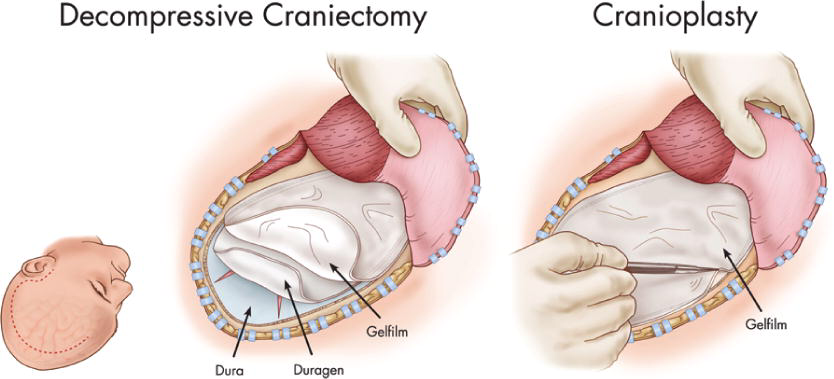 Decompressive Craniectomy
Cranioplasty
Gelfilm
Dura
Duragen
Gelfilm